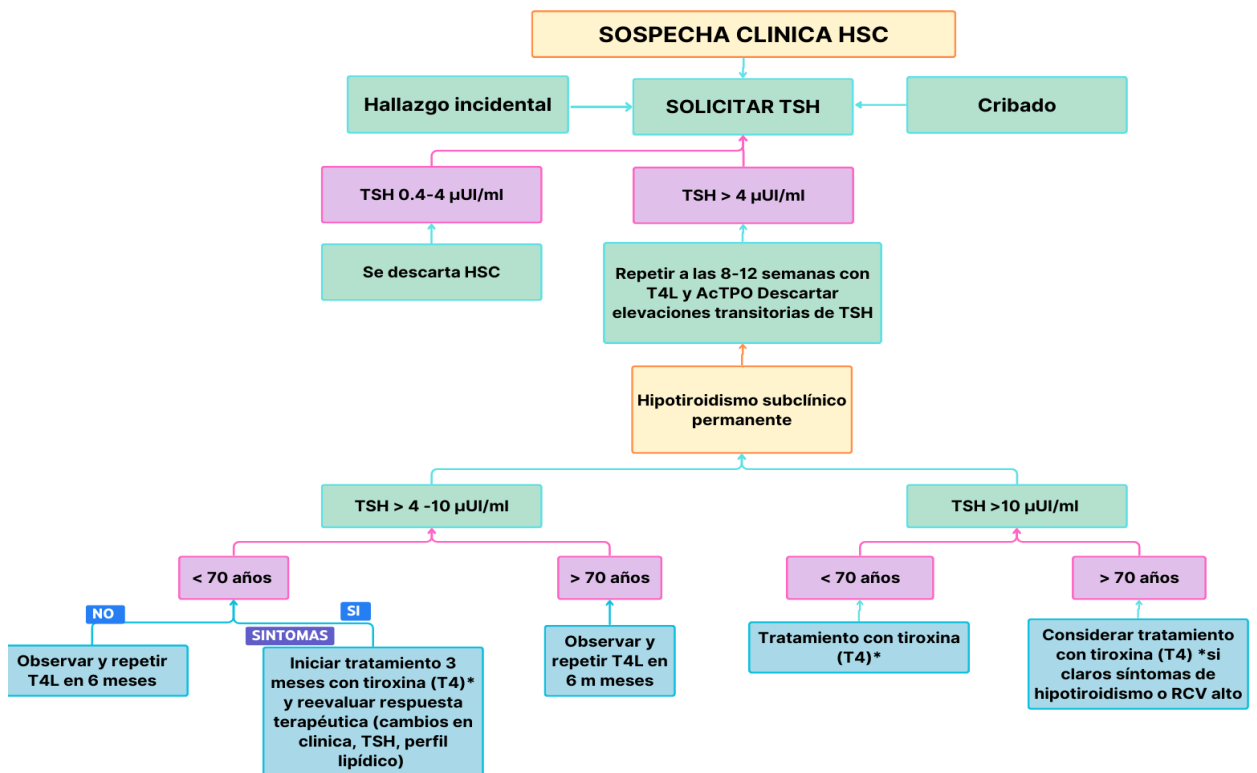 SOSPECHA CLINICA HSC
Hallazgo incidental
SOLICITAR TSH
Cribado
TSH 0.4-4 µUI/ml
TSH > 4 µUI/ml
Se descarta HSC
Repetir a las 8-12 semanas con
T4L y AcTPO Descartar
elevaciones transitorias de TSH
Hipotiroidismo subclínico
permanente
TSH > 4 -10 µUI/ml
TSH >10 µUI/ml
< 70 años
> 70 años
< 70 años
> 70 años
NO
SI
SINTOMAS
Observar y repetir
T4L en 6 meses
Iniciar tratamiento 3
meses con tiroxina (T4)*
y reevaluar respuesta
terapéutica (cambios en
clinica, TSH, perfil
lipídico)
Observar y
repetir T4L en
6 m meses
Tratamiento con tiroxina
(T4)*
Considerar tratamiento
con tiroxina (T4) *si
claros síntomas de
hipotiroidismo o RCV alto